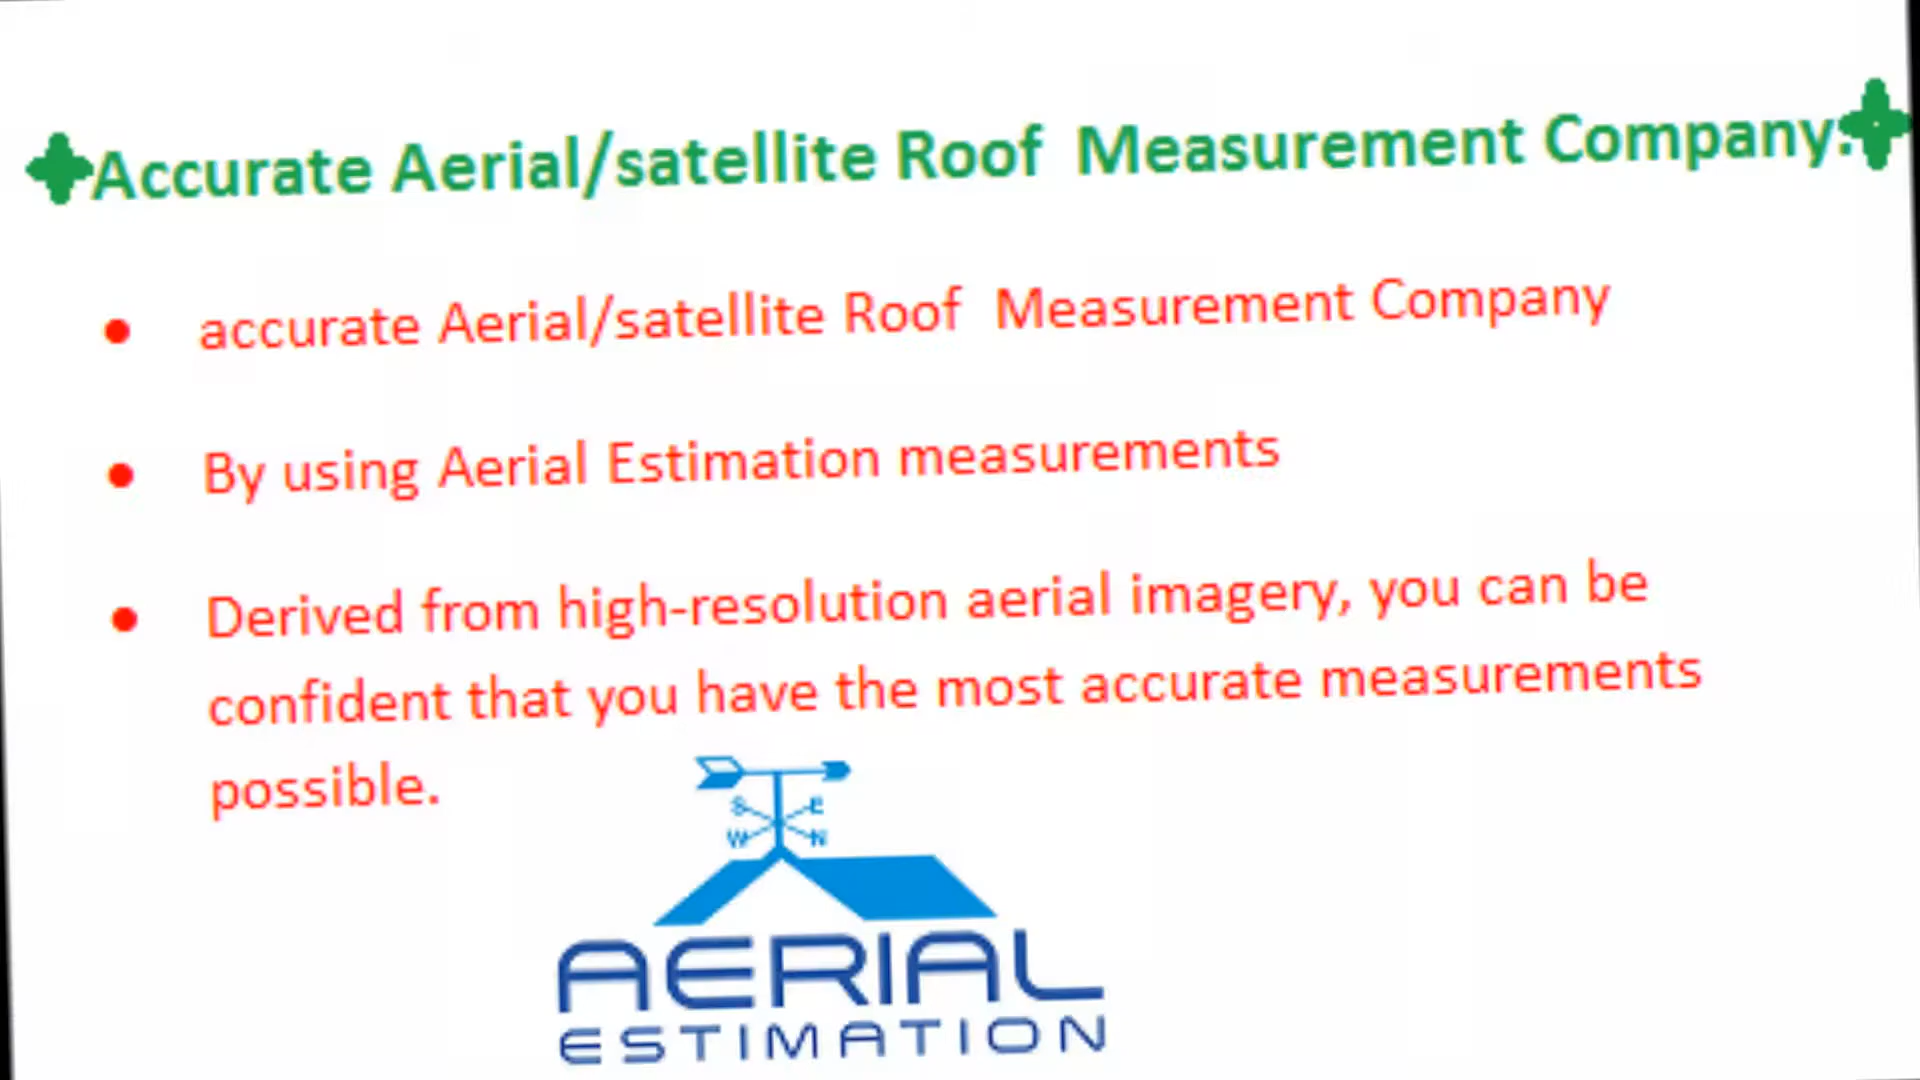 Accurate Aerial/satellite Roof Measurement Company:
accurate Aerial/satellite Roof Measurement Company
By using Aerial Estimation measurements
Derived from high-resolution aerial imagery, you can be
confident that you have the most accurate measurements
possible.
S E
W N
AERIAL
ESTIMATION